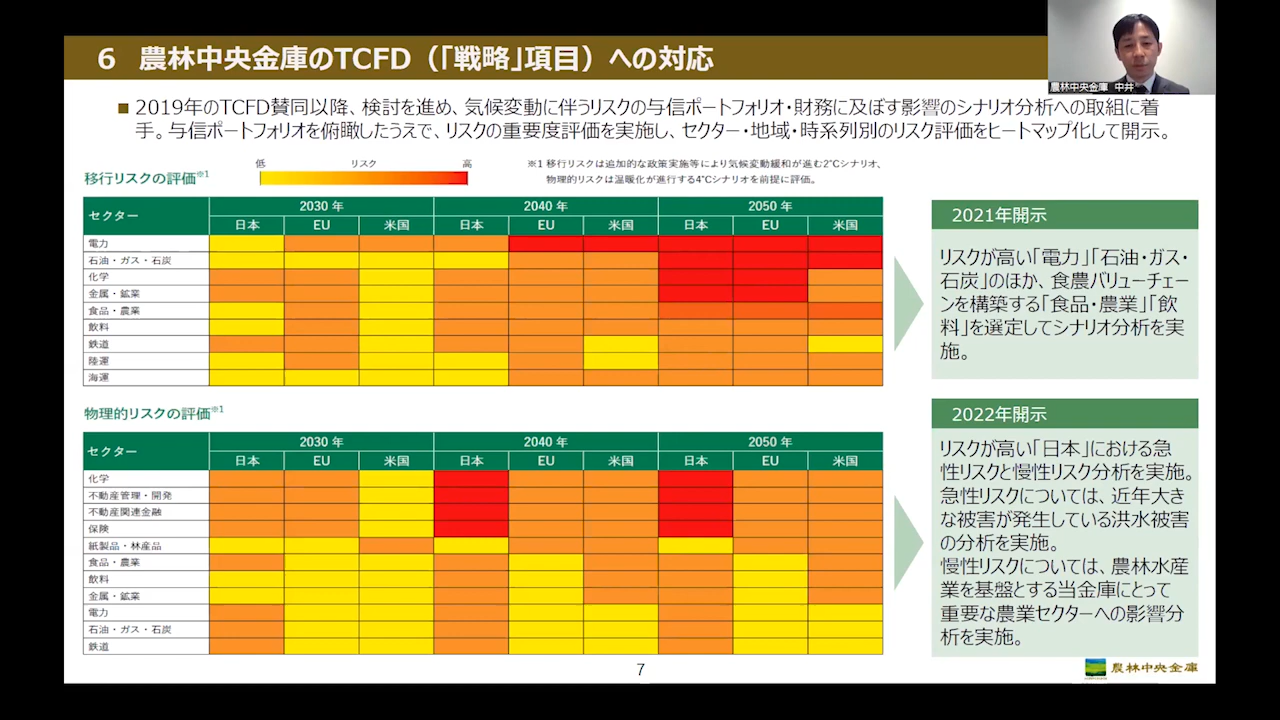 6 農林中央金庫のTCFD（「戦略」項目）への対応
農林中央金庫 中井
■ 2019年のTCFD賛同以降、検討を進め、気候変動に伴うリスクの与信ポートフォリオ・財務に及ぼす影響のシナリオ分析への取組に着
手。与信ポートフォリオを俯瞰したうえで、リスクの重要度評価を実施し、セクター・地域・時系列別のリスク評価をヒートマップ化して開示。
移行リスクの評価※1
低 リスク 高
※1 移行リスクは追加的な政策実施等により気候変動緩和が進む2℃シナリオ、
物理的リスクは温暖化が進行する4℃シナリオを前提に評価。
セクター 2030 年 2040 年 2050 年
日本 EU 米国 日本 EU 米国 日本 EU 米国
電力
石油・ガス・石炭
化学
金属・鉱業
食品・農業
飲料
鉄道
陸運
海運
2021年開示
リスクが高い「電力」「石油・ガス・
石炭」のほか、食農バリューチェー
ンを構築する「食品・農業」「飲
料」を選定してシナリオ分析を実
施。
物理的リスクの評価※1
セクター 2030 年 2040 年 2050 年
日本 EU 米国 日本 EU 米国 日本 EU 米国
化学
不動産管理・開発
不動産関連金融
保険
紙製品・林産品
食品・農業
飲料
金属・鉱業
電力
石油・ガス・石炭
鉄道
2022年開示
リスクが高い「日本」における急
性リスクと慢性リスク分析を実施。
急性リスクについては、近年大き
な被害が発生している洪水被害
の分析を実施。
慢性リスクについては、農林水産
業を基盤とする当金庫にとって
重要な農業セクターへの影響分
析を実施。
7
農林中央金庫